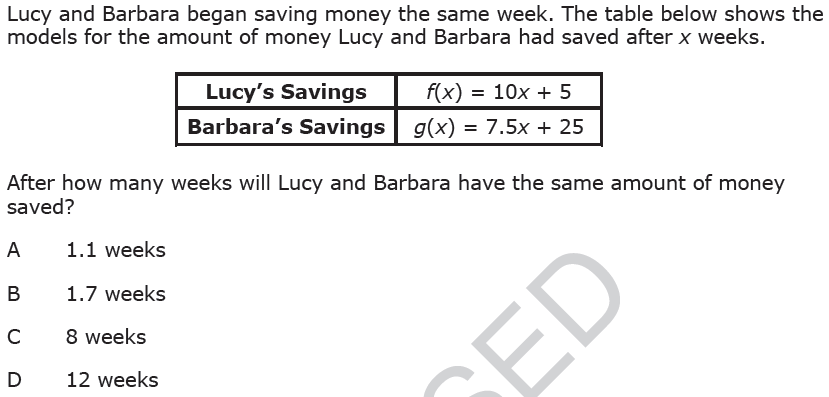 Lucy and Barbara began saving money the same week. The table below shows the
models for the amount of money Lucy and Barbara had saved after x weeks.
Lucy's Savings f(x) = 10x + 5
Barbara's Savings g(x) = 7.5x + 25
After how many weeks will Lucy and Barbara have the same amount of money
saved?
A 1.1 weeks
B 1.7 weeks
C 8 weeks
D 12 weeks
SED